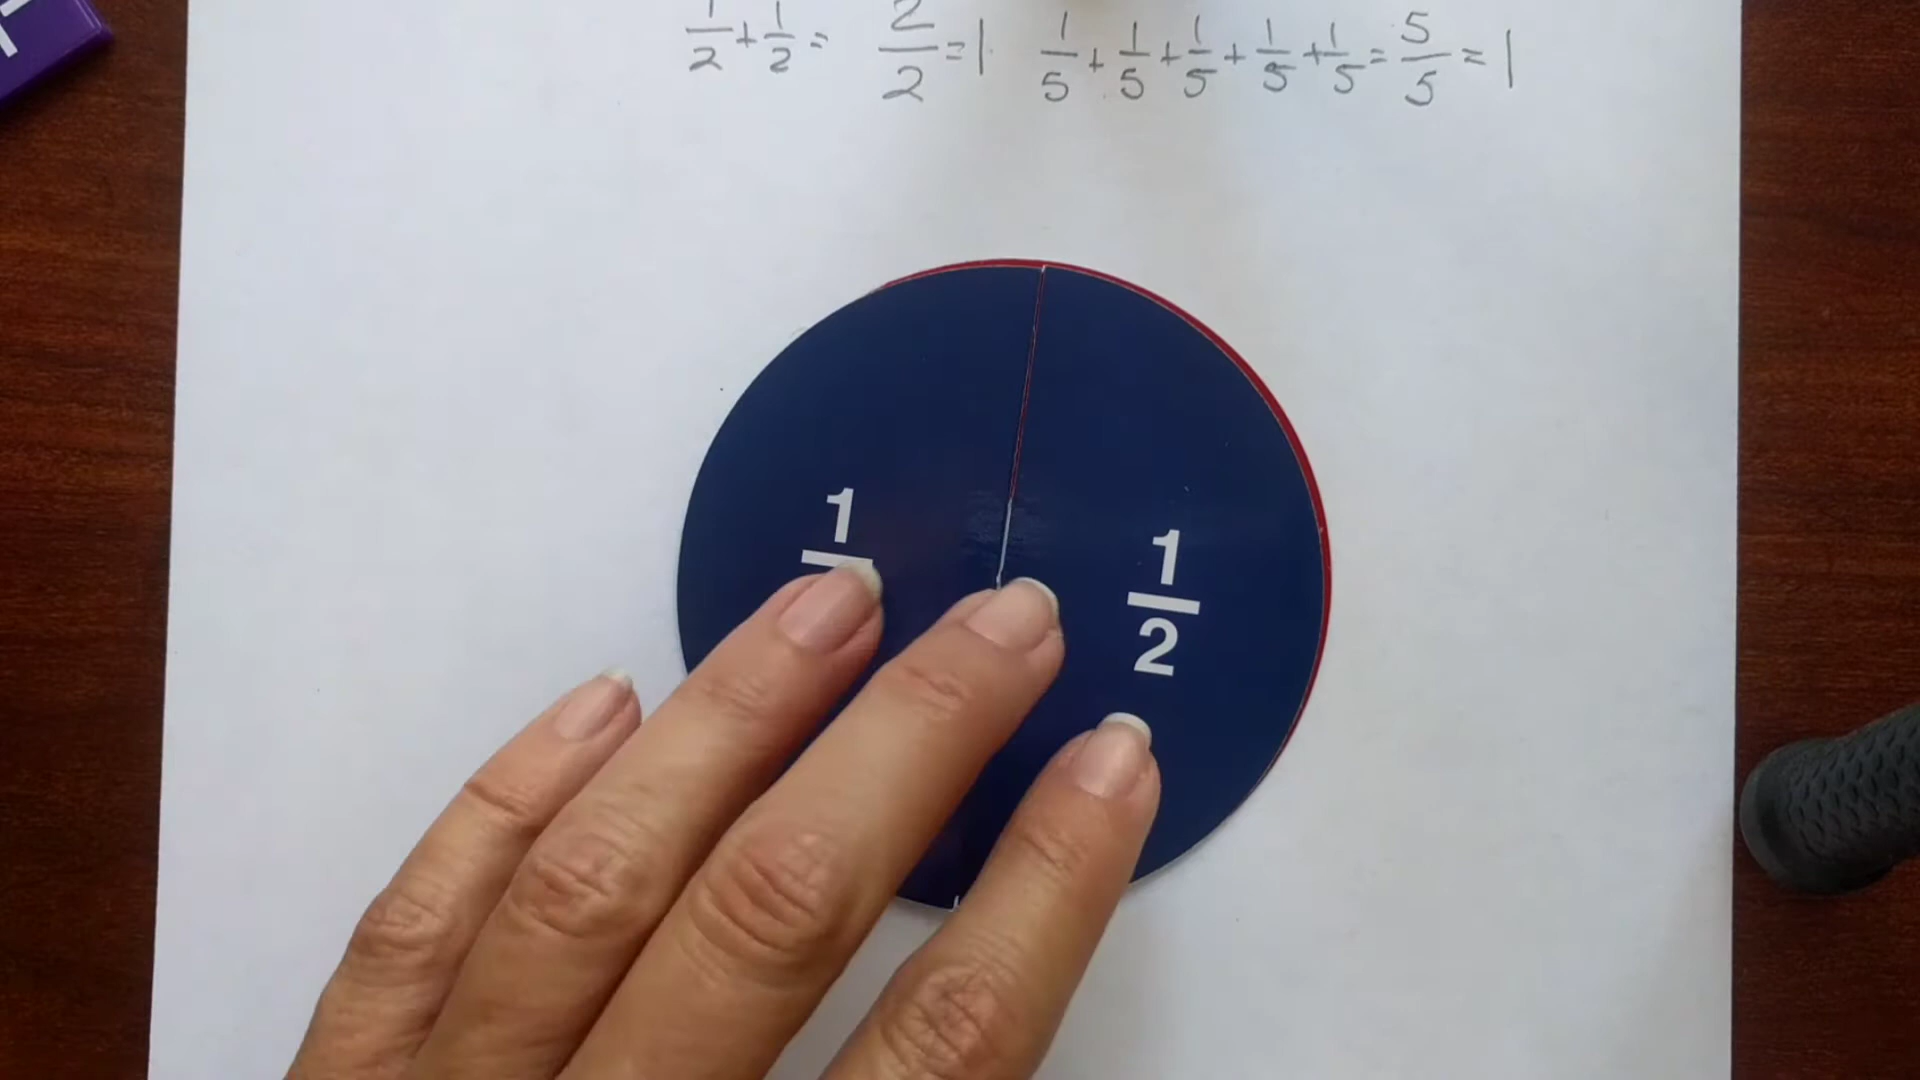 1/2 + 1/2 = 2/2 = 1 1/5 + 1/5 + 1/5 + 1/5 + 1/5 = 5/5 = 1
1
1/2